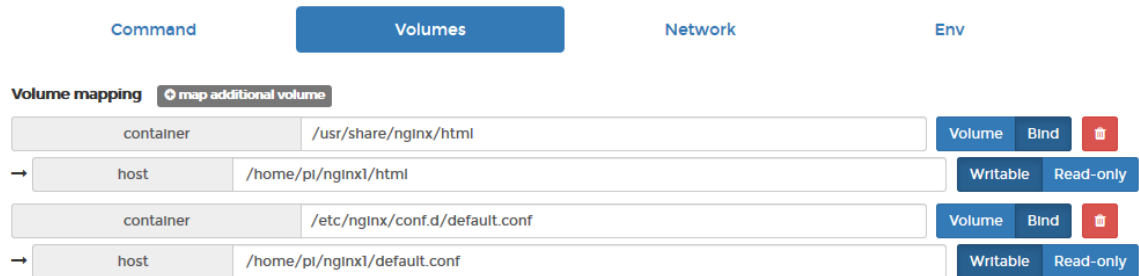 Command Volumes Network Env
Volume mapping map additional volume
container /usr/share/nginx/html Volume Bind
→ host /home/pi/nginx1/html Writable Read-only
container /etc/nginx/conf.d/default.conf Volume Bind
→ host /home/pi/nginx1/default.conf Writable Read-only